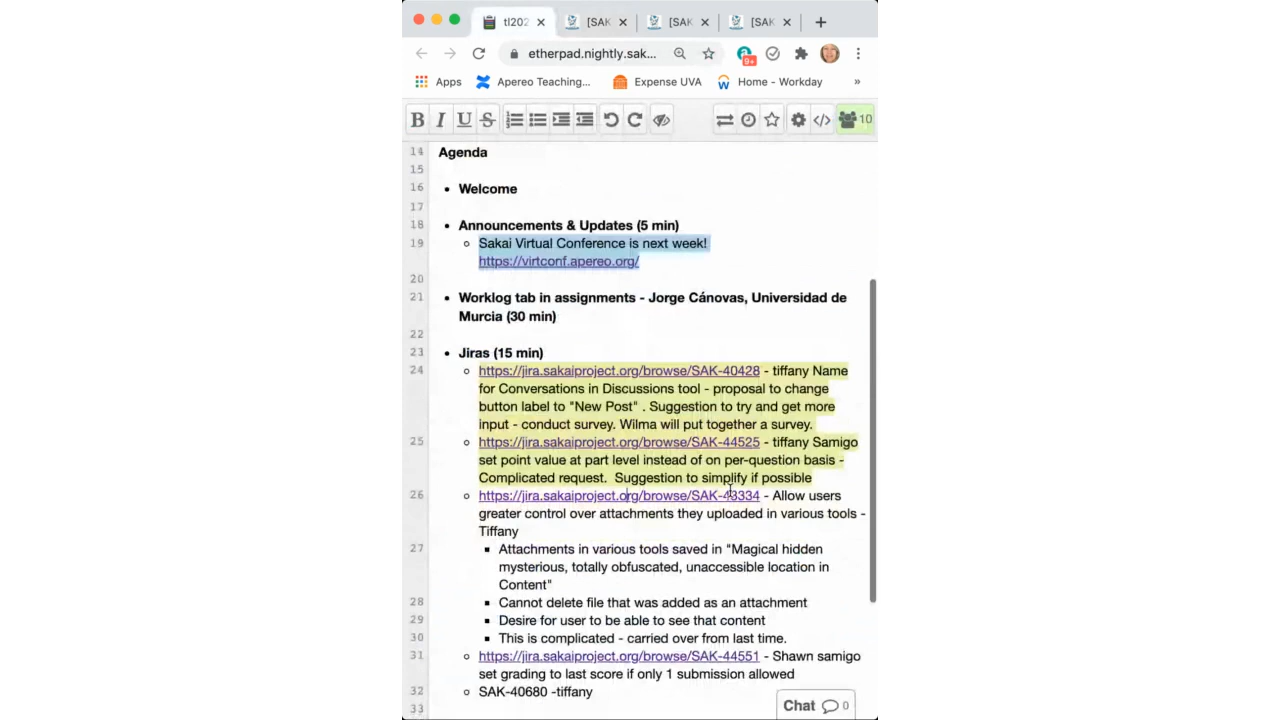 tl202
[SAK
[SAK
[SAK
etherpad.nightly.sak...
9+
Apps
Apereo Teaching...
Expense UVA
Home - Workday
»
B I U S
10
14 Agenda
15
16 Welcome
17
18 Announcements & Updates (5 min)
19 Sakai Virtual Conference is next week!
https://virtconf.apereo.org/
20
21 Worklog tab in assignments - Jorge Cánovas, Universidad de
Murcia (30 min)
22
23 Jiras (15 min)
24 https://jira.sakaiproject.org/browse/SAK-40428 - tiffany Name
for Conversations in Discussions tool - proposal to change
button label to "New Post" . Suggestion to try and get more
input - conduct survey. Wilma will put together a survey.
25 https://jira.sakaiproject.org/browse/SAK-44525 - tiffany Samigo
set point value at part level instead of on per-question basis -
Complicated request. Suggestion to simplify if possible
26 https://jira.sakaiproject.org/browse/SAK-43334 - Allow users
greater control over attachments they uploaded in various tools -
Tiffany
27 Attachments in various tools saved in "Magical hidden
mysterious, totally obfuscated, unaccessible location in
Content"
28 Cannot delete file that was added as an attachment
29 Desire for user to be able to see that content
30 This is complicated - carried over from last time.
31 https://jira.sakaiproject.org/browse/SAK-44551 - Shawn samigo
set grading to last score if only 1 submission allowed
32 SAK-40680 -tiffany
33
Chat 0